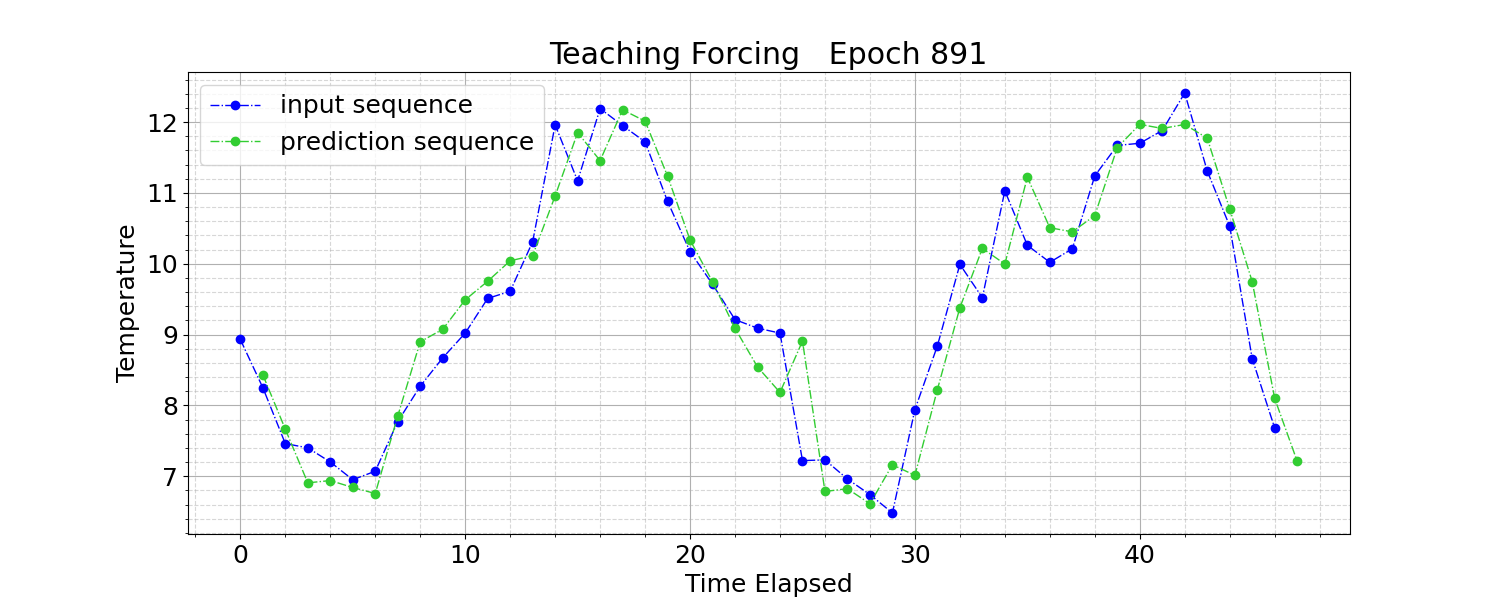 Teaching Forcing   Epoch 891
input sequence
prediction sequence
Temperature
12
11
10
9
8
7
0 10 20 30 40
Time Elapsed